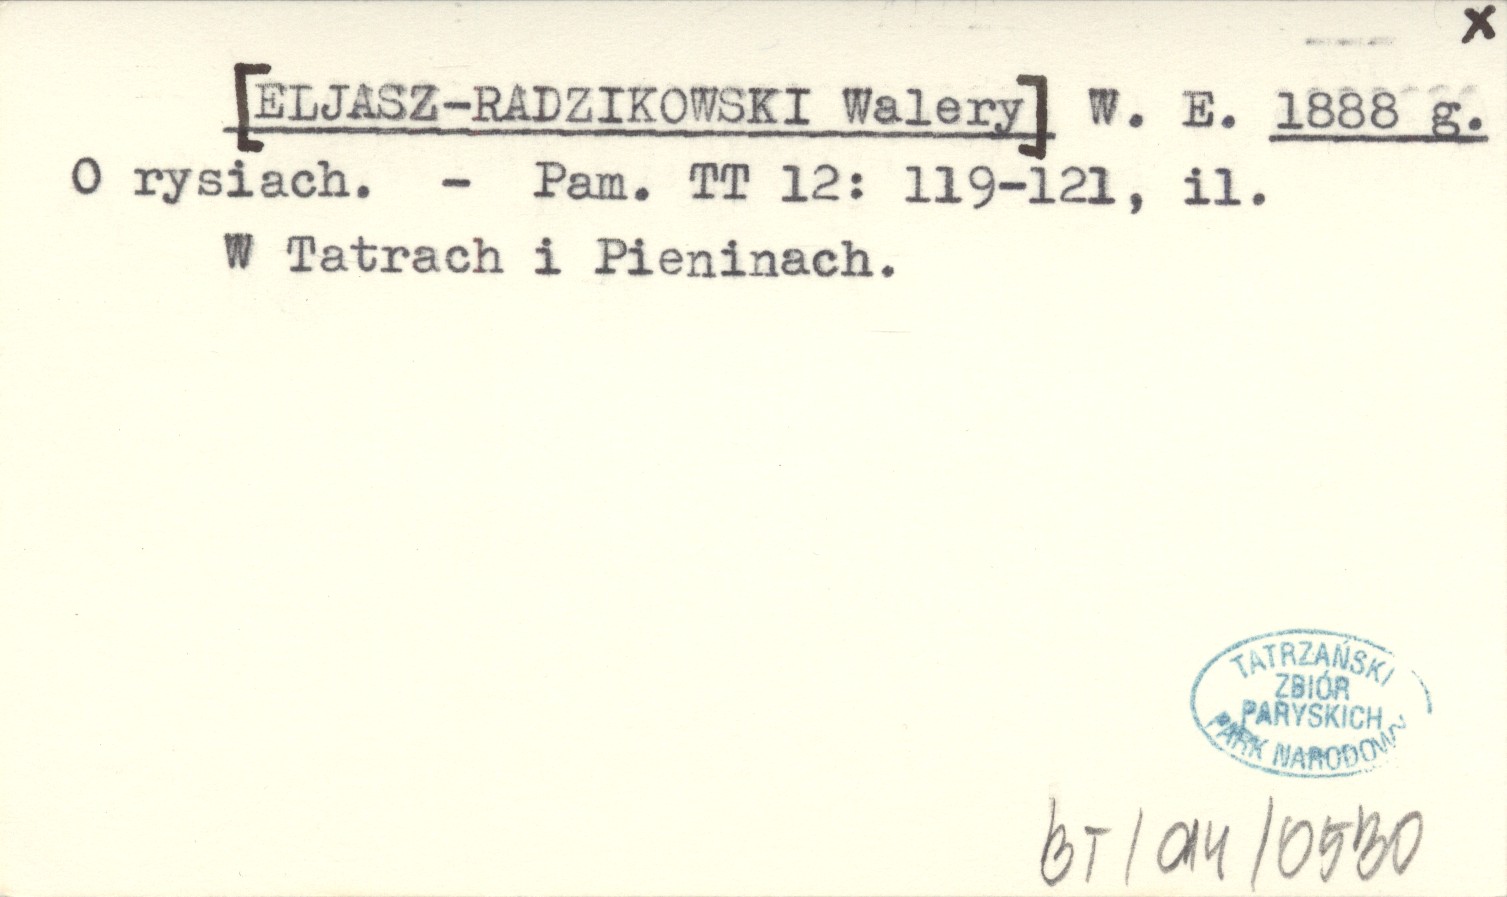 x
[ELJASZ-RADZIKOWSKI Walery] W. E. 1888 g.
O rysiach. - Pam. TT 12: 119-121, il.
W Tatrach i Pieninach.
TATRZAŃSKI
ZBIÓR
PARYSKICH
PARK NARODOWY
BT/014/0530